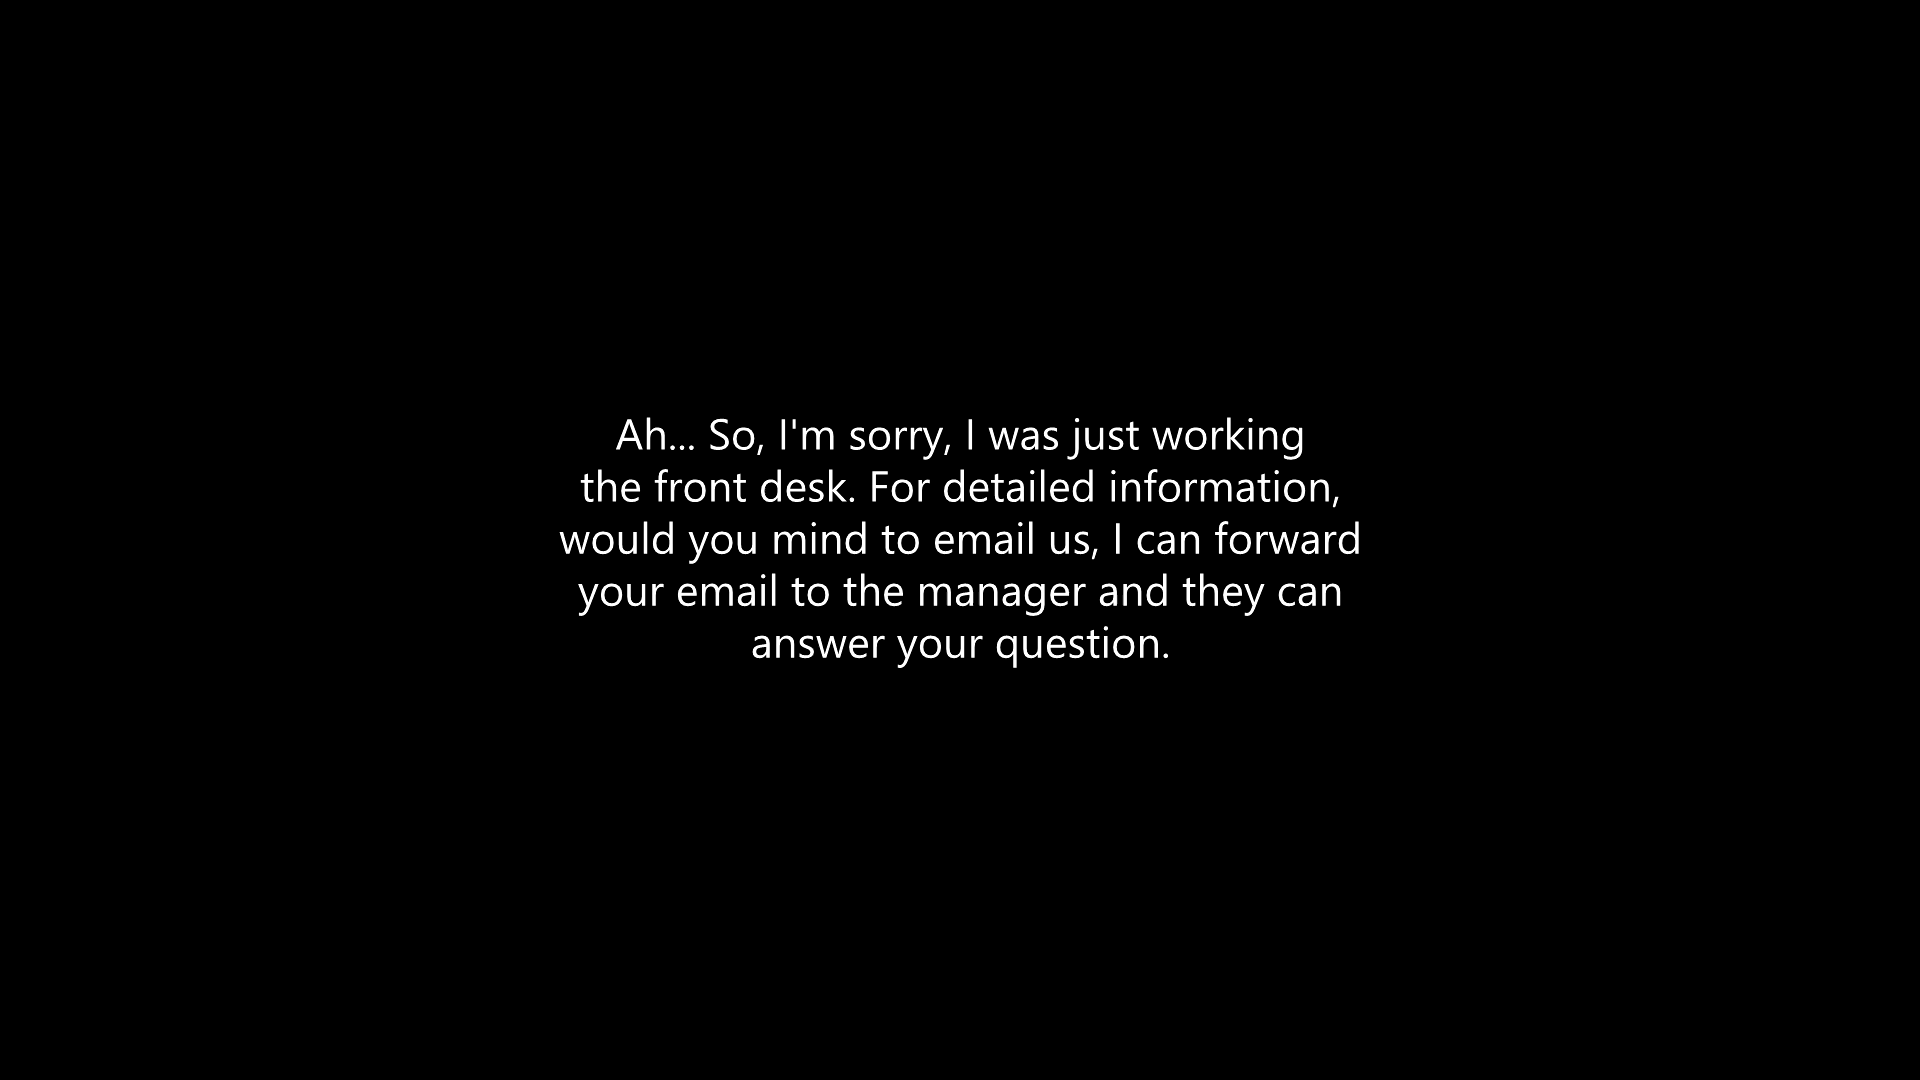 Ah... So, I'm sorry, I was just working
the front desk. For detailed information,
would you mind to email us, I can forward
your email to the manager and they can
answer your question.